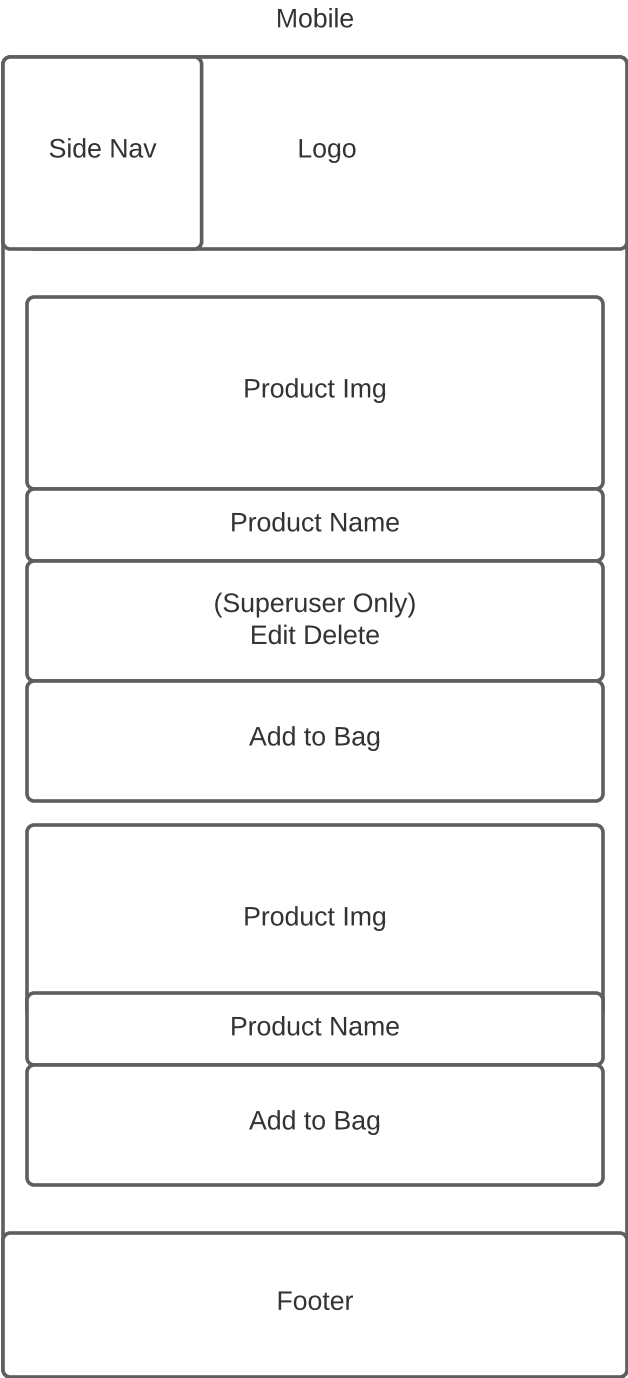 Mobile
Side Nav
Logo
Product Img
Product Name
(Superuser Only)
Edit Delete
Add to Bag
Product Img
Product Name
Add to Bag
Footer